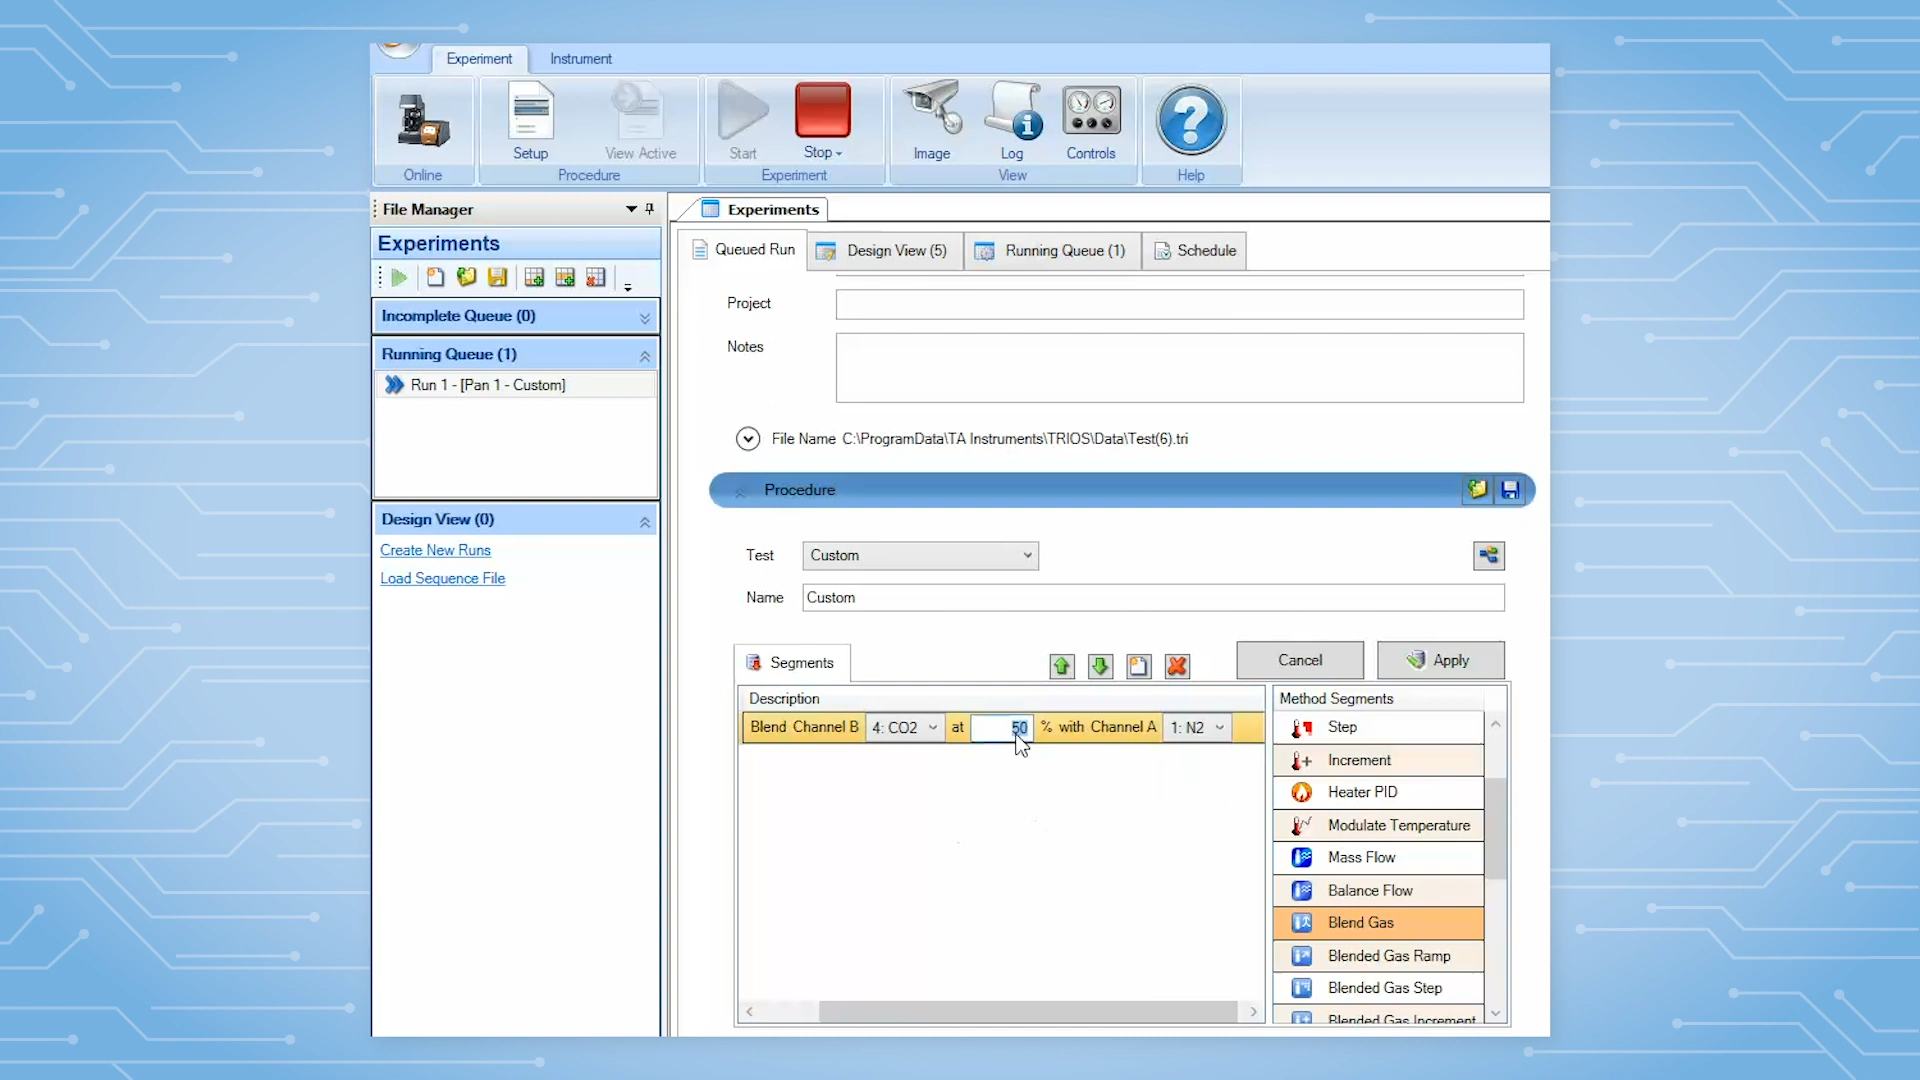 Experiment Instrument
Setup View Active Start Stop Image Log Controls
Online Procedure Experiment View Help
File Manager
Experiments
Incomplete Queue (0)
Running Queue (1)
Run 1 - [Pan 1 - Custom]
Design View (0)
Create New Runs
Load Sequence File
Experiments
Queued Run Design View (5) Running Queue (1) Schedule
Project
Notes
File Name C:\ProgramData\TA Instruments\TRIOS\Data\Test(6).tri
Procedure
Test Custom
Name Custom
Segments Cancel Apply
Description
Blend Channel B 4: CO2 at 50 % with Channel A 1: N2
Method Segments
Step
Increment
Heater PID
Modulate Temperature
Mass Flow
Balance Flow
Blend Gas
Blended Gas Ramp
Blended Gas Step
Blended Gas Increment